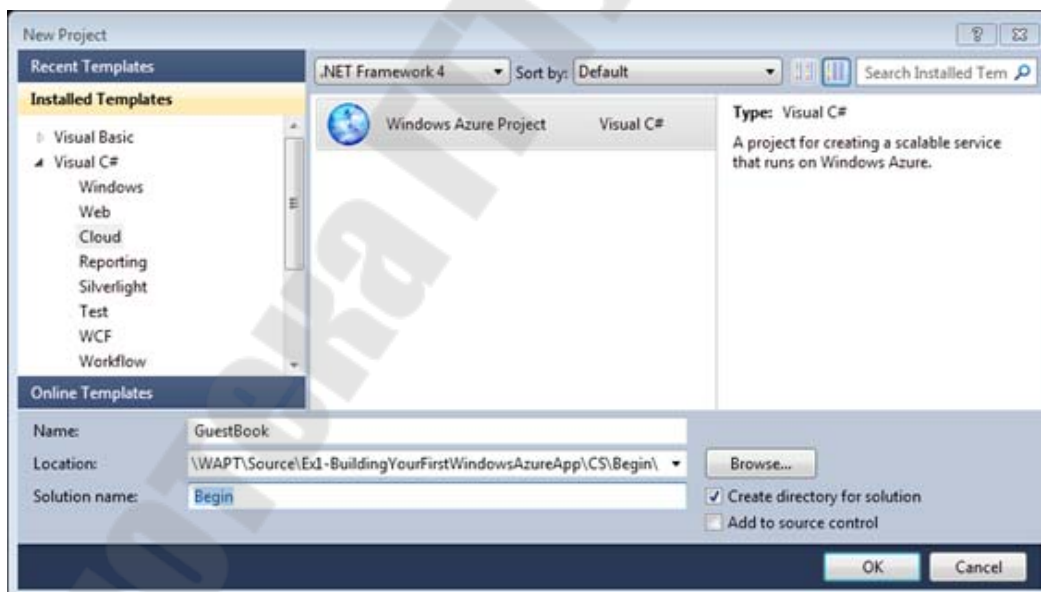 New Project
Recent Templates
.NET Framework 4 Sort by: Default Search Installed Tem
Installed Templates
Visual Basic
Visual C#
Windows
Web
Cloud
Reporting
Silverlight
Test
WCF
Workflow
Online Templates
Windows Azure Project Visual C#
Type: Visual C#
A project for creating a scalable service
that runs on Windows Azure.
Name: GuestBook
Location: \WAPT\Source\Ex1-BuildingYourFirstWindowsAzureApp\CS\Begin\ Browse...
Solution name: Begin
Create directory for solution
Add to source control
OK Cancel